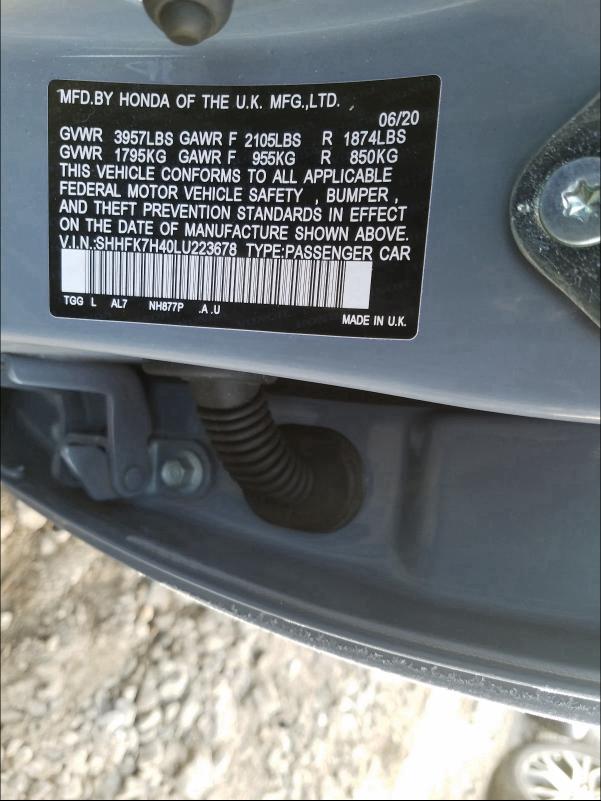 MFD.BY HONDA OF THE U.K. MFG.,LTD.
06/20
GVWR 3957LBS GAWR F 2105LBS R 1874LBS
GVWR 1795KG GAWR F 955KG R 850KG
THIS VEHICLE CONFORMS TO ALL APPLICABLE
FEDERAL MOTOR VEHICLE SAFETY , BUMPER ,
AND THEFT PREVENTION STANDARDS IN EFFECT
ON THE DATE OF MANUFACTURE SHOWN ABOVE.
V.I.N.:SHHFK7H40LU223678 TYPE:PASSENGER CAR
TGG L AL7 NH877P .A .U
MADE IN U.K.